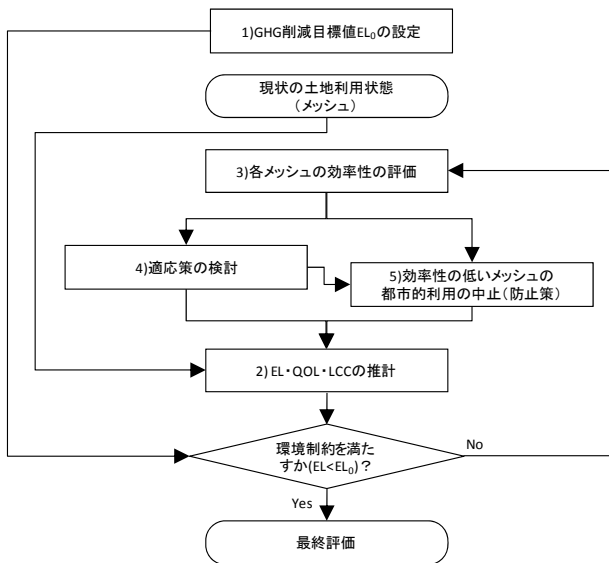 1)GHG削減目標値EL₀の設定
現状の土地利用状態
（メッシュ）
3)各メッシュの効率性の評価
4)適応策の検討
5)効率性の低いメッシュの
都市的利用の中止(防止策)
2) EL・QOL・LCCの推計
環境制約を満た
すか(EL<EL₀)？
No
Yes
最終評価